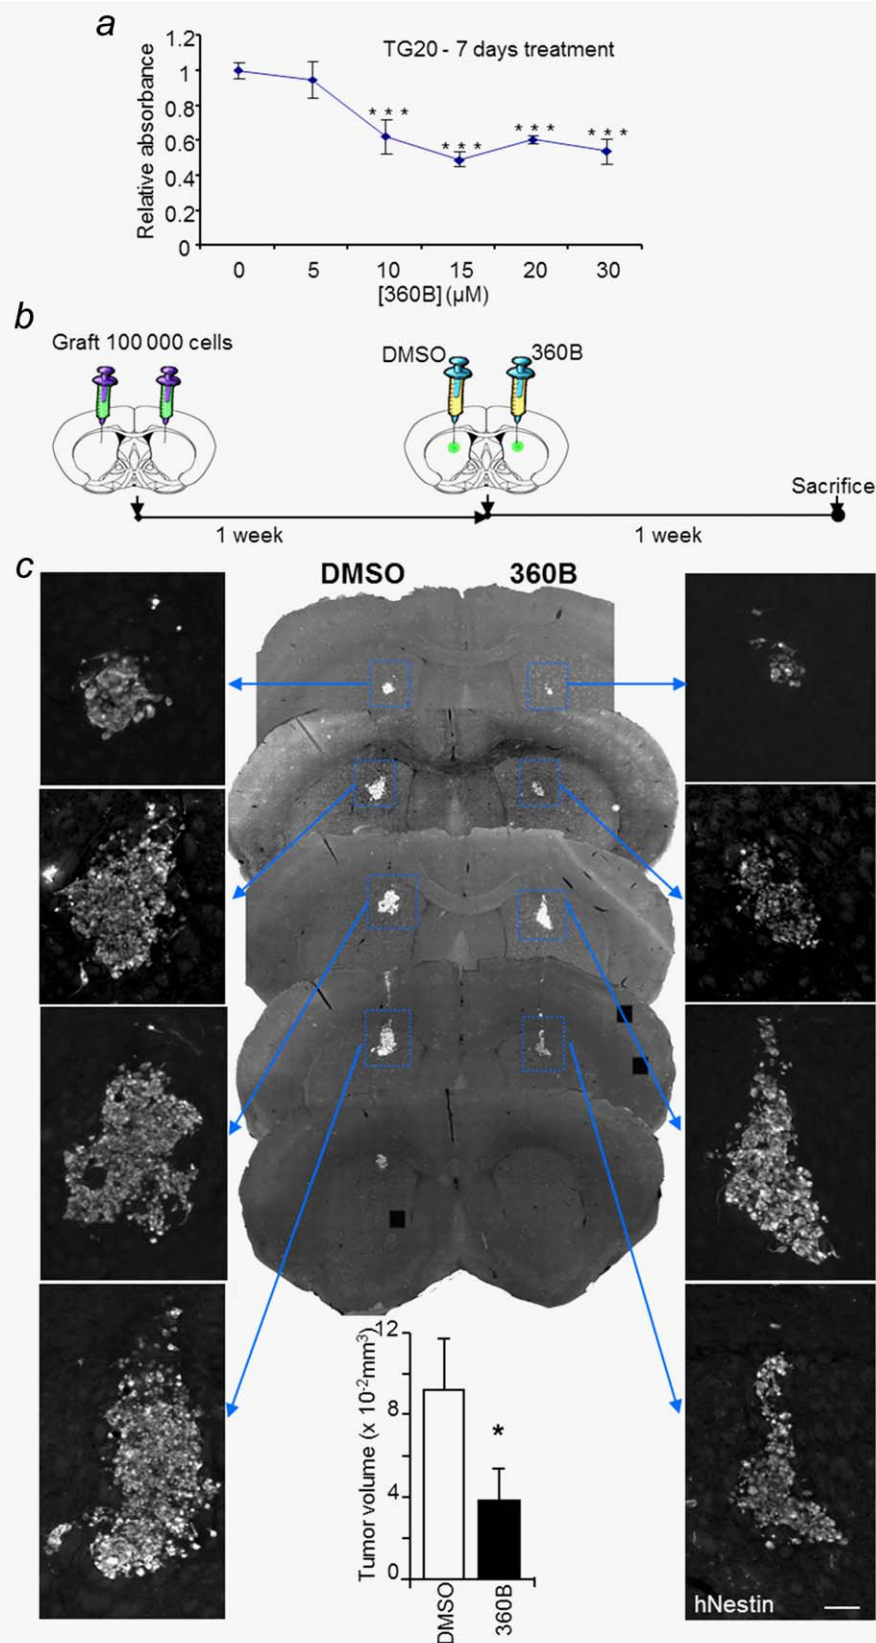 a
TG20 - 7 days treatment
Relative absorbance
1.2
1
0.8
0.6
0.4
0.2
0
* * *
* * *
* * *
* * *
0 5 10 15 20 30
[360B] (µM)
b
Graft 100 000 cells
DMSO
360B
Sacrifice
1 week
1 week
c
DMSO 360B
Tumor volume (x 10⁻²mm³)
12
8
4
0
*
DMSO
360B
hNestin